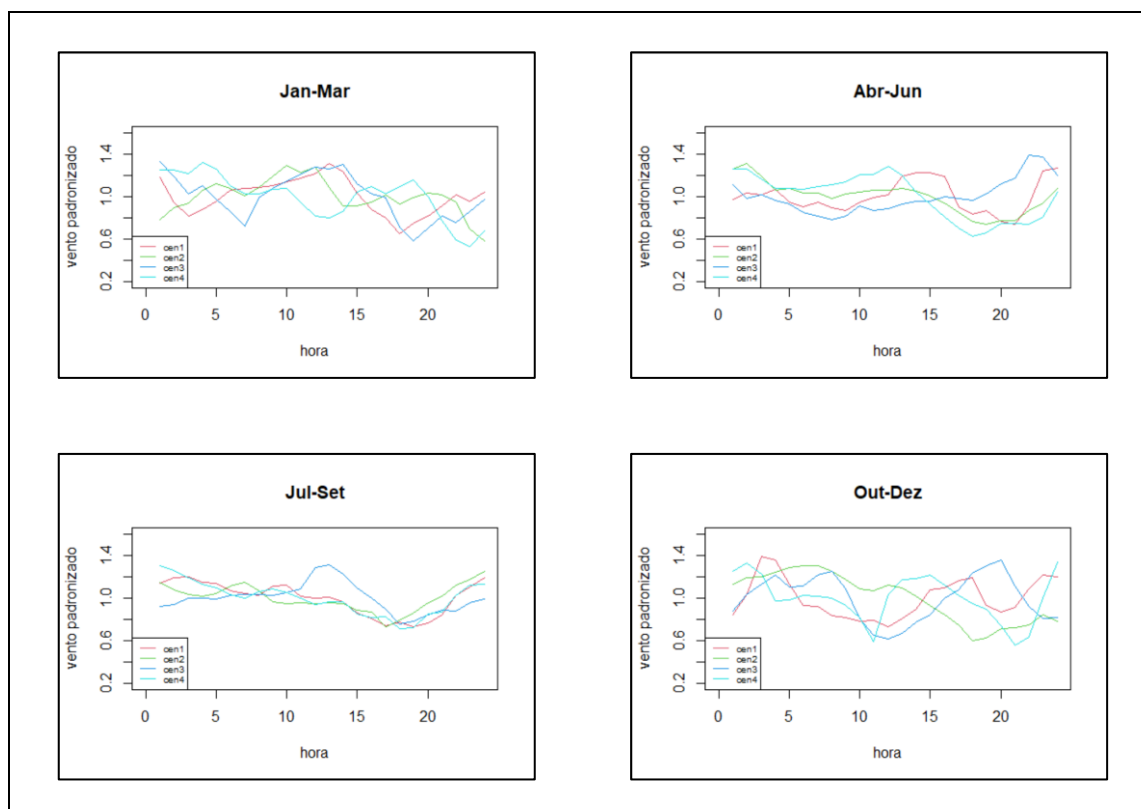 Jan-Mar
vento padronizado
0.2 0.6 1.0 1.4
cen1
cen2
cen3
cen4
0 5 10 15 20
hora
Abr-Jun
vento padronizado
0.2 0.6 1.0 1.4
cen1
cen2
cen3
cen4
0 5 10 15 20
hora
Jul-Set
vento padronizado
0.2 0.6 1.0 1.4
cen1
cen2
cen3
cen4
0 5 10 15 20
hora
Out-Dez
vento padronizado
0.2 0.6 1.0 1.4
cen1
cen2
cen3
cen4
0 5 10 15 20
hora